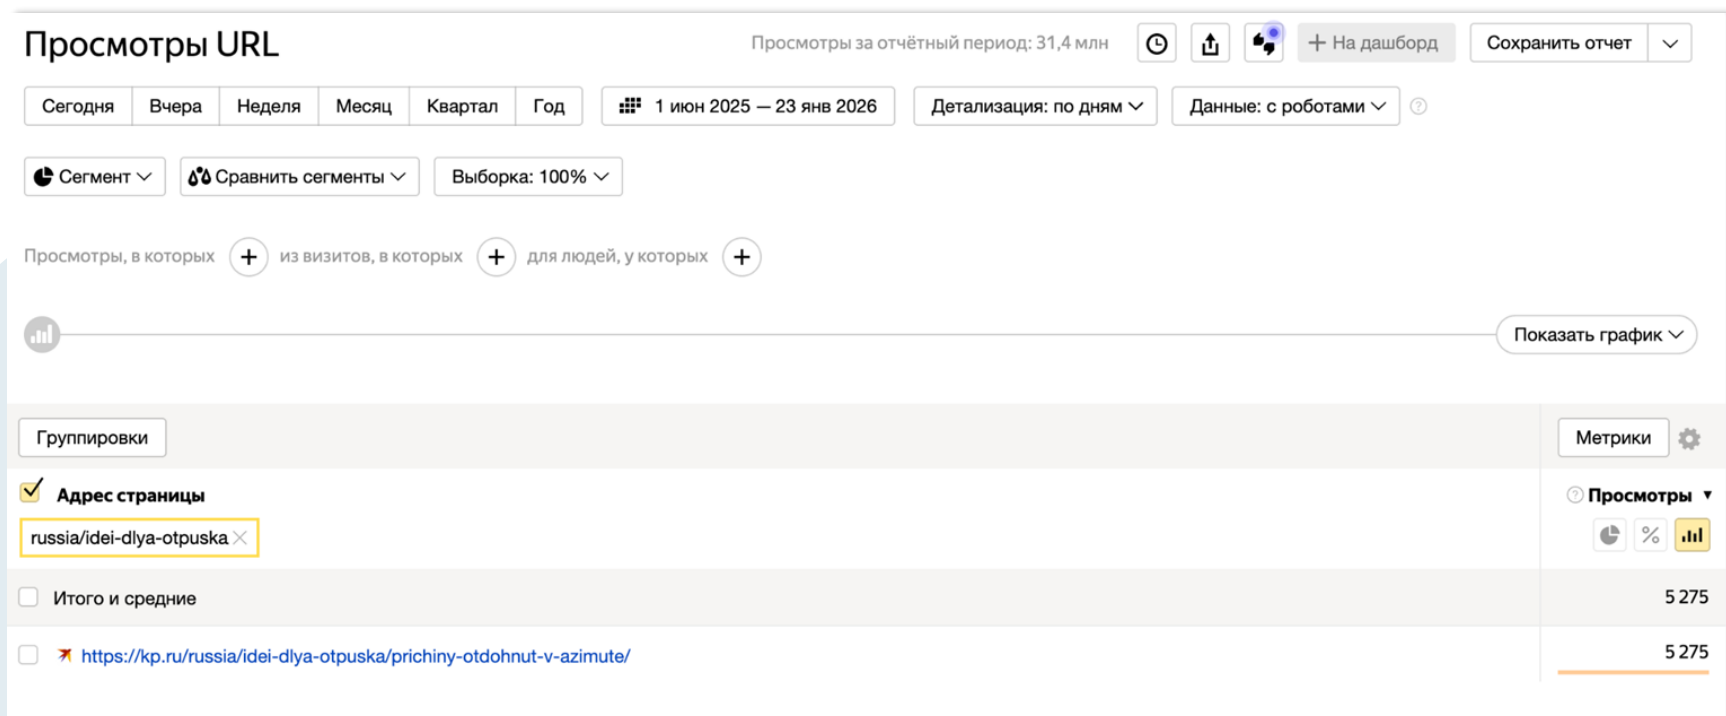 Просмотры URL
Просмотры за отчётный период: 31,4 млн
+ На дашборд
Сохранить отчет
Сегодня Вчера Неделя Месяц Квартал Год
1 июн 2025 — 23 янв 2026
Детализация: по дням
Данные: с роботами
?
Сегмент
Сравнить сегменты
Выборка: 100%
Просмотры, в которых + из визитов, в которых + для людей, у которых +
Показать график
Группировки
Метрики
Адрес страницы
? Просмотры ▼
russia/idei-dlya-otpuska
%
Итого и средние 5 275
https://kp.ru/russia/idei-dlya-otpuska/prichiny-otdohnut-v-azimute/ 5 275